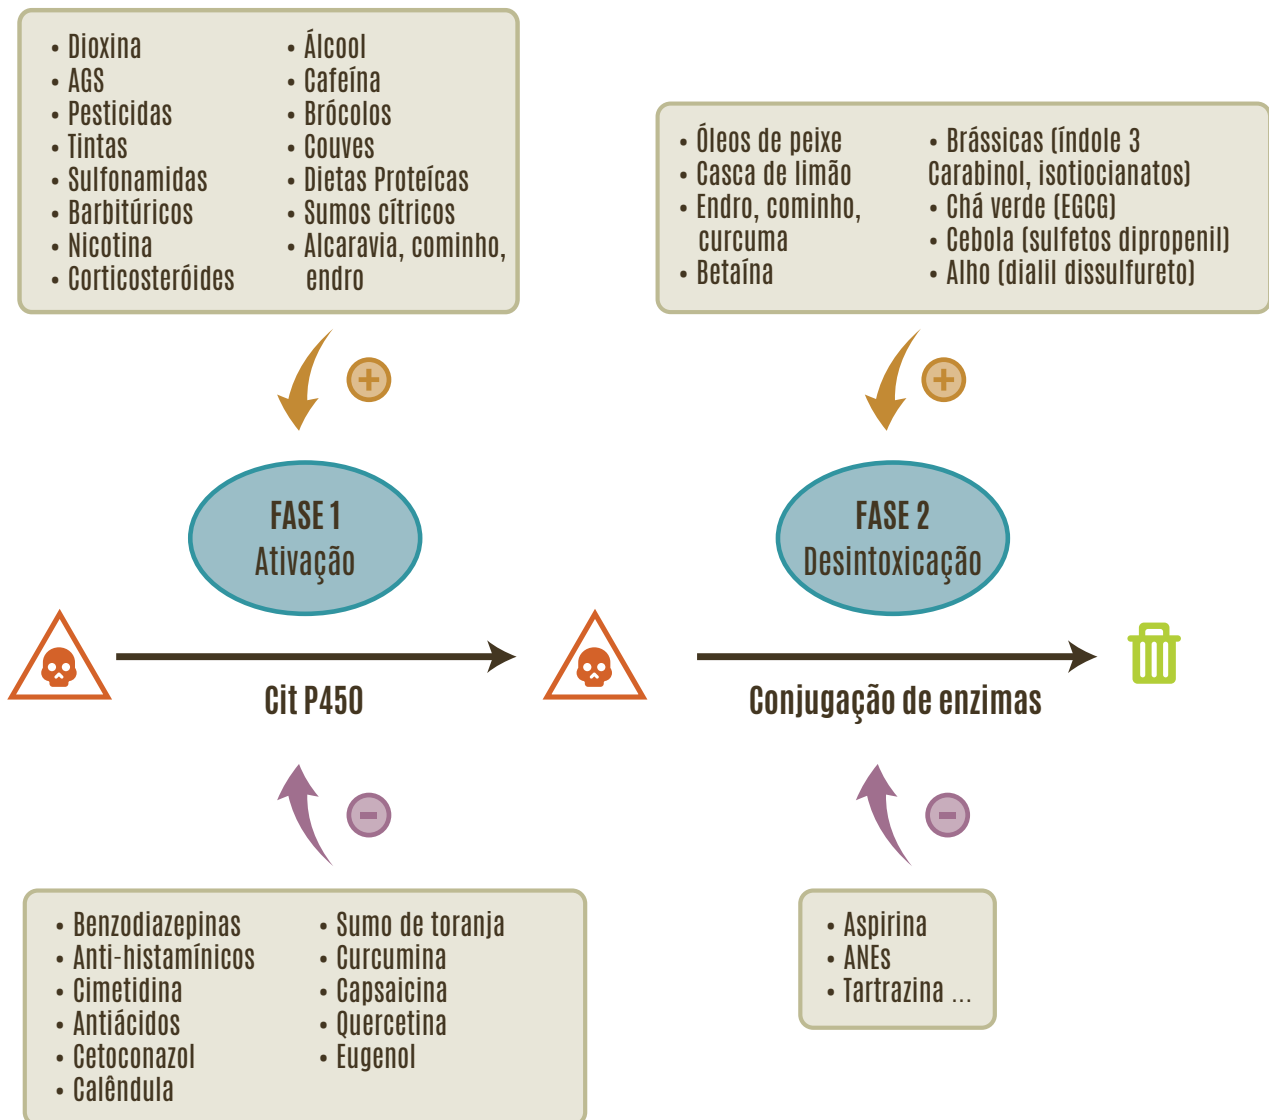 • Dioxina
• AGS
• Pesticidas
• Tintas
• Sulfonamidas
• Barbitúricos
• Nicotina
• Corticosteróides
• Álcool
• Cafeína
• Brócolos
• Couves
• Dietas Proteícas
• Sumos cítricos
• Alcaravia, cominho,
endro
• Óleos de peixe
• Casca de limão
• Endro, cominho,
curcuma
• Betaína
• Brássicas (índole 3
Carabinol, isotiocianatos)
• Chá verde (EGCG)
• Cebola (sulfetos dipropenil)
• Alho (dialil dissulfureto)
+
+
FASE 1
Ativação
FASE 2
Desintoxicação
Cit P450
Conjugação de enzimas
-
-
• Benzodiazepinas
• Anti-histamínicos
• Cimetidina
• Antiácidos
• Cetoconazol
• Calêndula
• Sumo de toranja
• Curcumina
• Capsaicina
• Quercetina
• Eugenol
• Aspirina
• ANEs
• Tartrazina ...